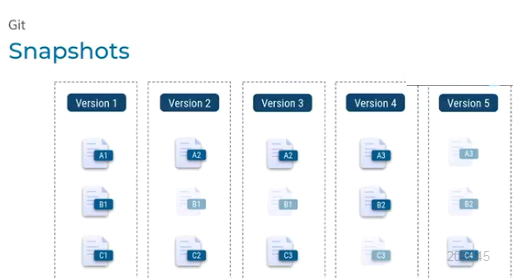 Git
Snapshots
Version 1 Version 2 Version 3 Version 4 Version 5
A1 A2 A2 A3 A3
B1 B1 B1 B2 B2
C1 C2 C3 C3 C4